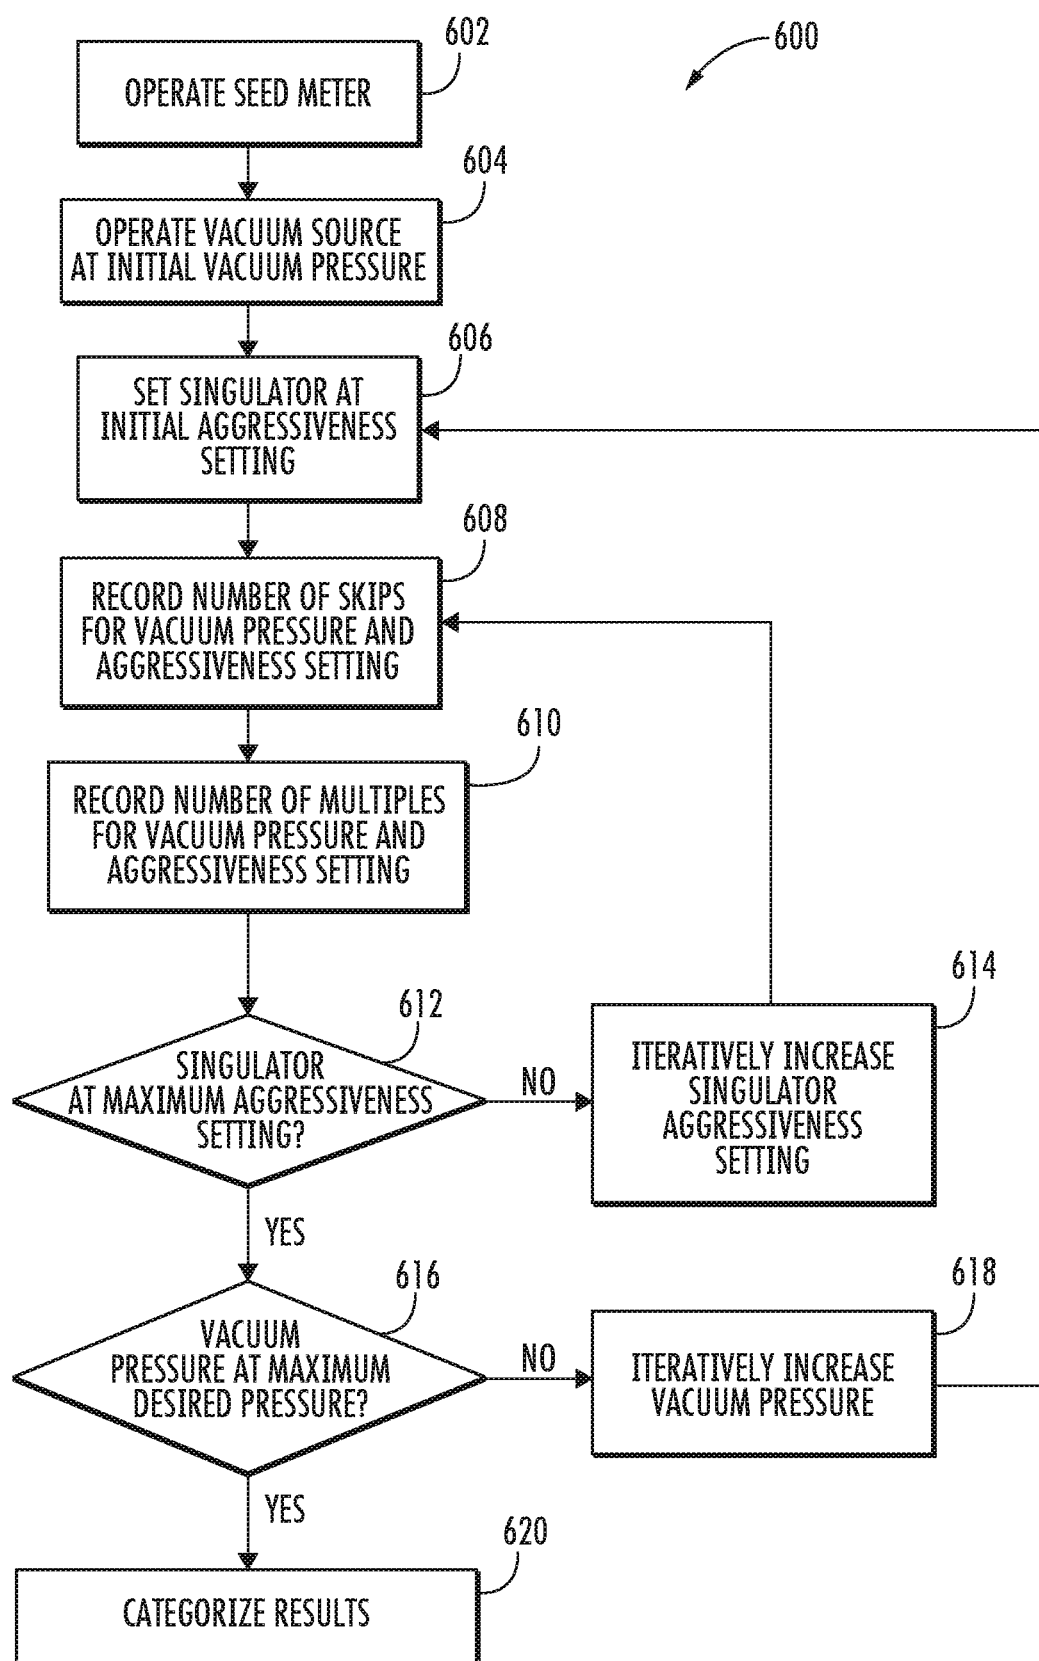 602
600
OPERATE SEED METER
604
OPERATE VACUUM SOURCE
AT INITIAL VACUUM PRESSURE
606
SET SINGULATOR AT
INITIAL AGGRESSIVENESS
SETTING
608
RECORD NUMBER OF SKIPS
FOR VACUUM PRESSURE AND
AGGRESSIVENESS SETTING
610
RECORD NUMBER OF MULTIPLES
FOR VACUUM PRESSURE AND
AGGRESSIVENESS SETTING
612
SINGULATOR
AT MAXIMUM AGGRESSIVENESS
SETTING?
NO
614
ITERATIVELY INCREASE
SINGULATOR
AGGRESSIVENESS
SETTING
YES
616
VACUUM
PRESSURE AT MAXIMUM
DESIRED PRESSURE?
NO
618
ITERATIVELY INCREASE
VACUUM PRESSURE
YES
620
CATEGORIZE RESULTS